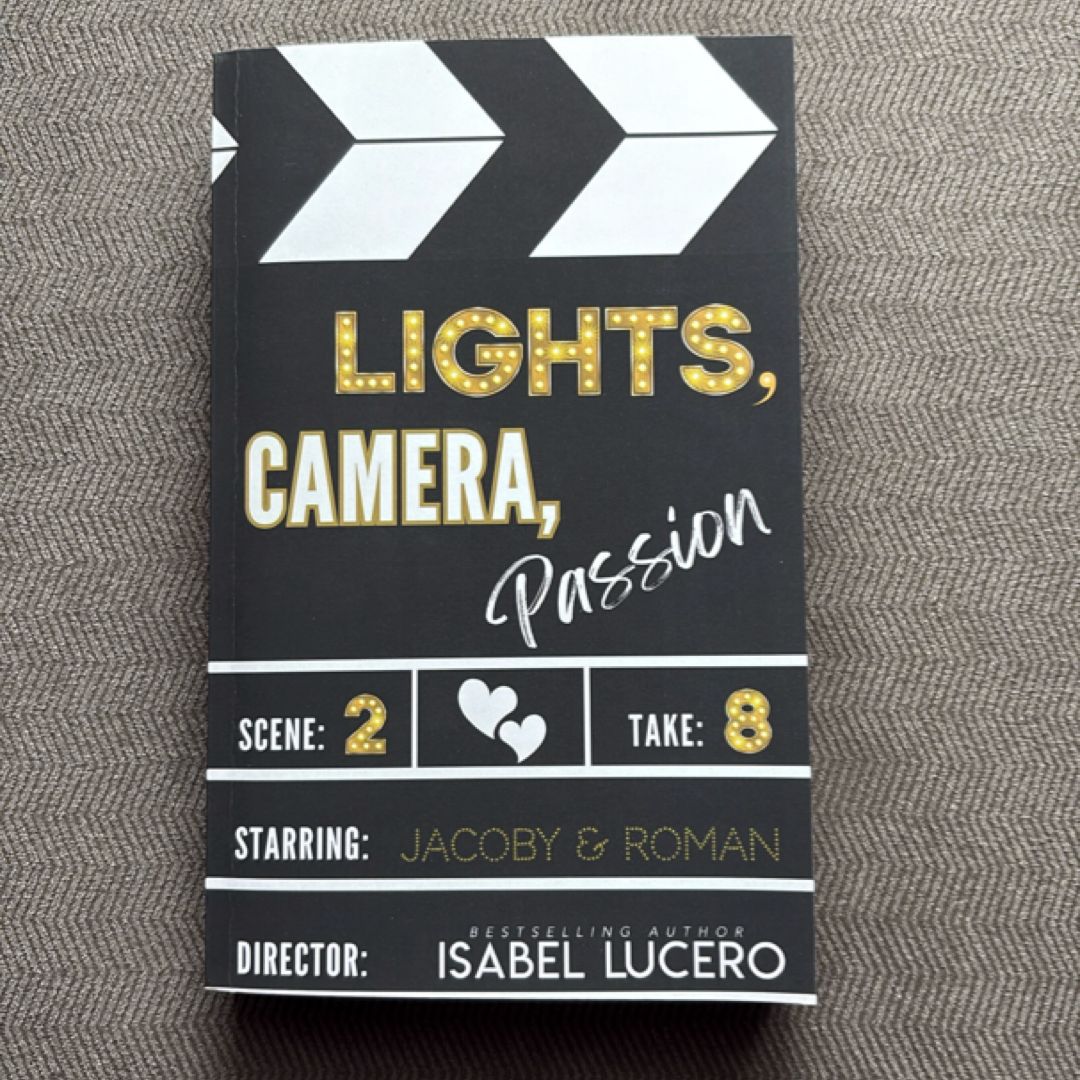 LIGHTS,
CAMERA,
Passion
SCENE: 2 TAKE: 8
STARRING: JACOBY & ROMAN
BESTSELLING AUTHOR
DIRECTOR: ISABEL LUCERO